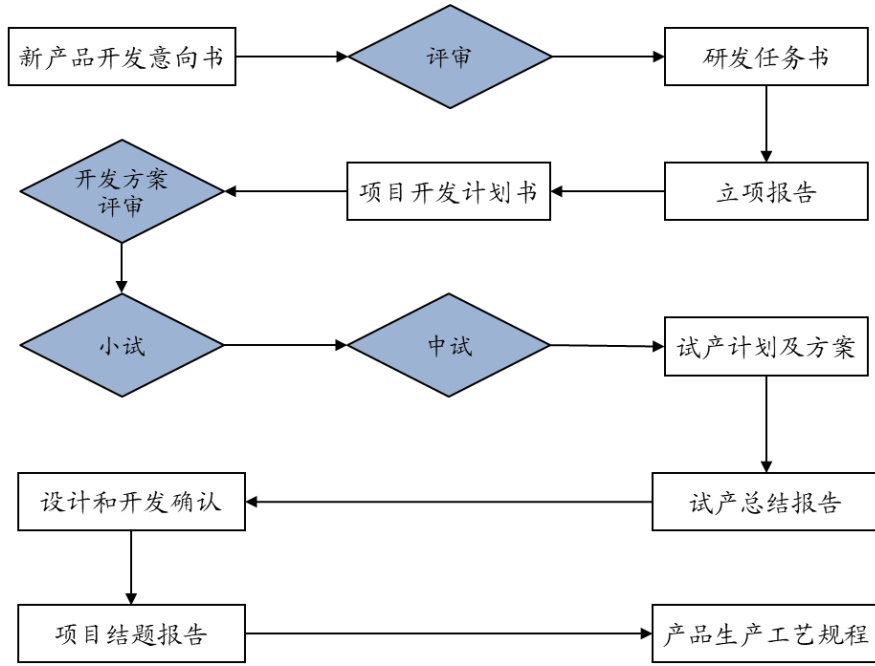 新产品开发意向书
评审
研发任务书
开发方案
评审
项目开发计划书
立项报告
小试
中试
试产计划及方案
设计和开发确认
试产总结报告
项目结题报告
产品生产工艺规程